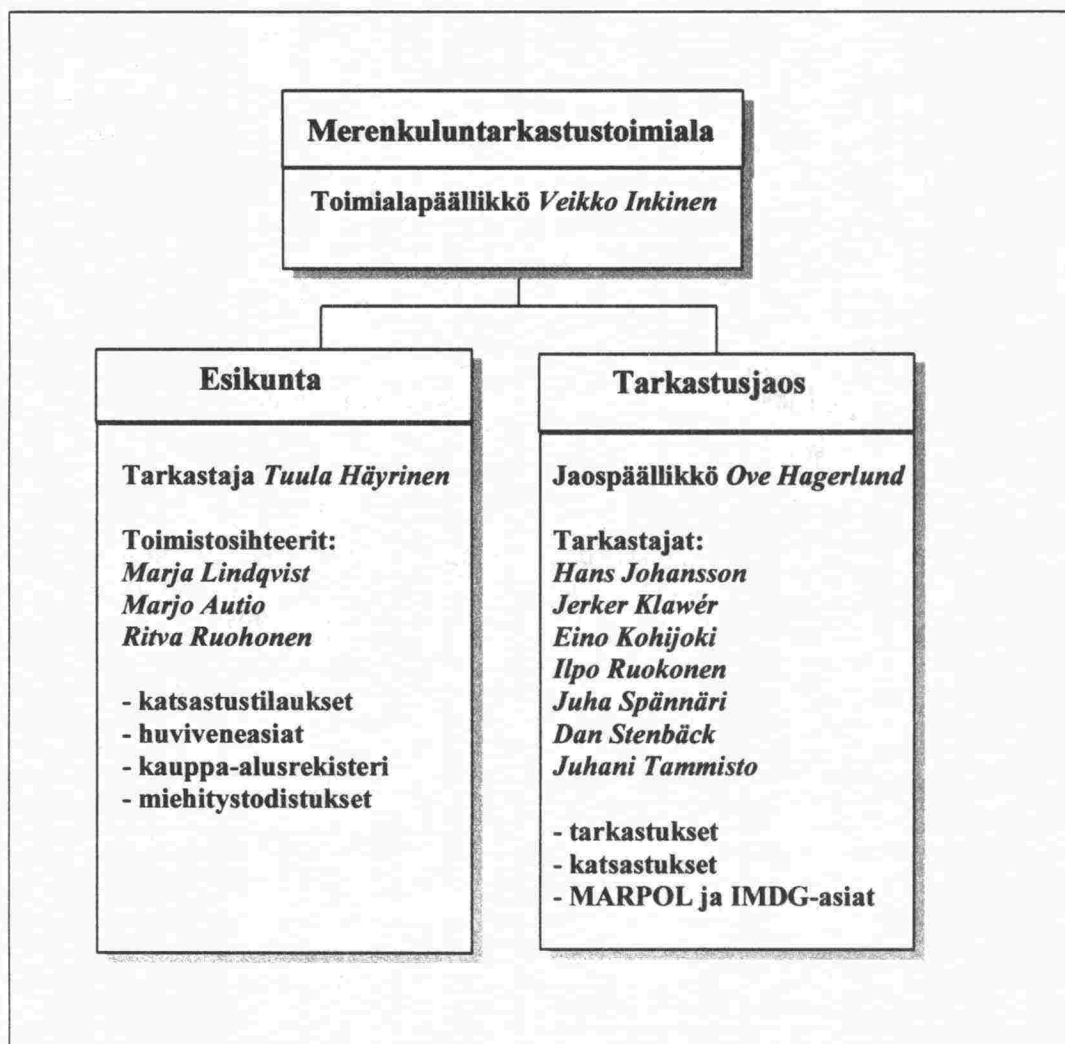 Merenkuluntarkastustoimiala
Toimialapäällikkö Veikko Inkinen
Esikunta
Tarkastaja Tuula Häyrinen
Toimistosihteerit:
Marja Lindqvist
Marjo Autio
Ritva Ruohonen
- katsastustilaukset
- huviveneasiat
- kauppa-alusrekisteri
- miehitystodistukset
Tarkastusjaos
Jaospäällikkö Ove Hagerlund
Tarkastajat:
Hans Johansson
Jerker Klawér
Eino Kohijoki
Ilpo Ruokonen
Juha Spännäri
Dan Stenbäck
Juhani Tammisto
- tarkastukset
- katsastukset
- MARPOL ja IMDG-asiat